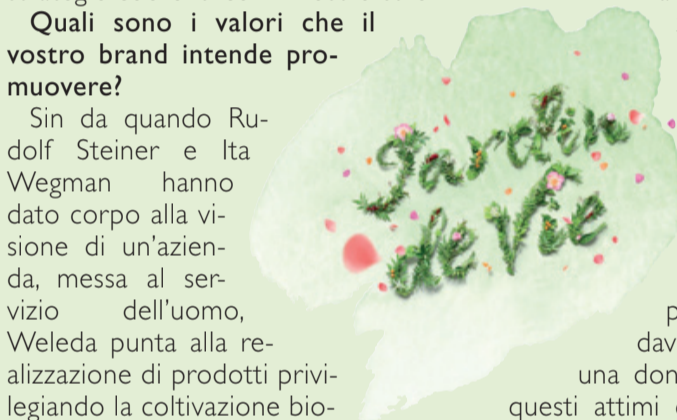 Quali sono i valori che il
vostro brand intende pro-
muovere?
Sin da quando Ru-
dolf Steiner e Ita
Wegman hanno
dato corpo alla vi-
sione di un'azien-
da, messa al ser-
vizio dell'uomo,
Weleda punta alla re-
alizzazione di prodotti privi-
legiando la coltivazione bio-
Jardin
de Vie
p
dav
una don
questi attimi